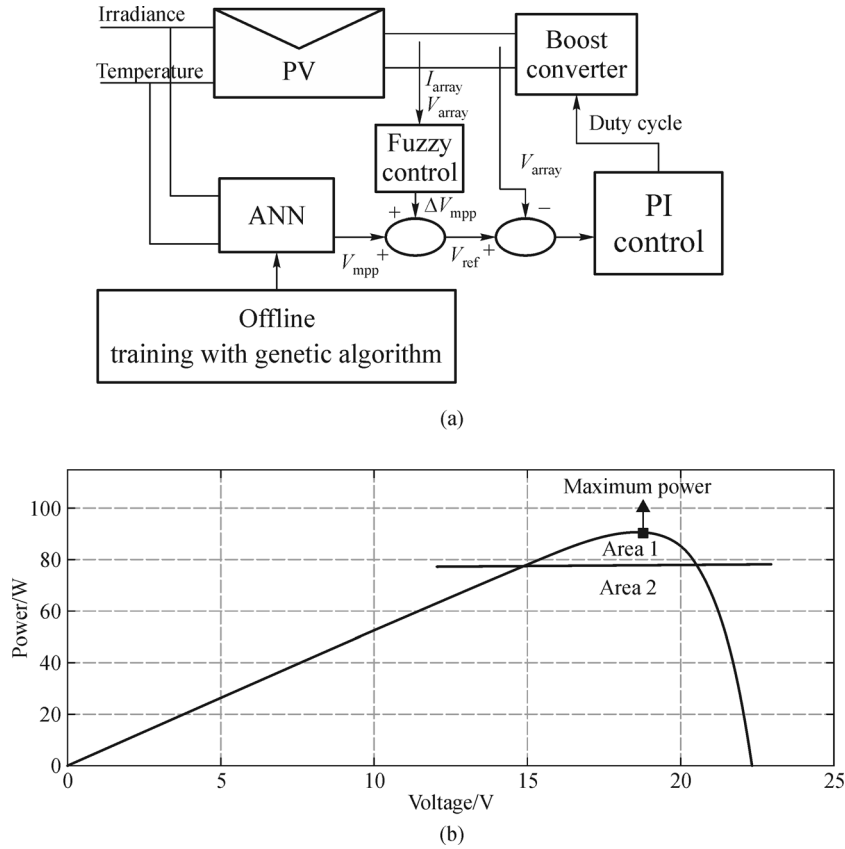 Irradiance
Temperature
PV
Boost
converter
I_array
V_array
Duty cycle
Fuzzy
control
V_array
ANN
+
ΔV_mpp
−
PI
control
V_mpp
+
V_ref
+
Offline
training with genetic algorithm
(a)
Maximum power
100
Area 1
80
Area 2
60
Power/W
40
20
0
0 5 10 15 20 25
Voltage/V
(b)